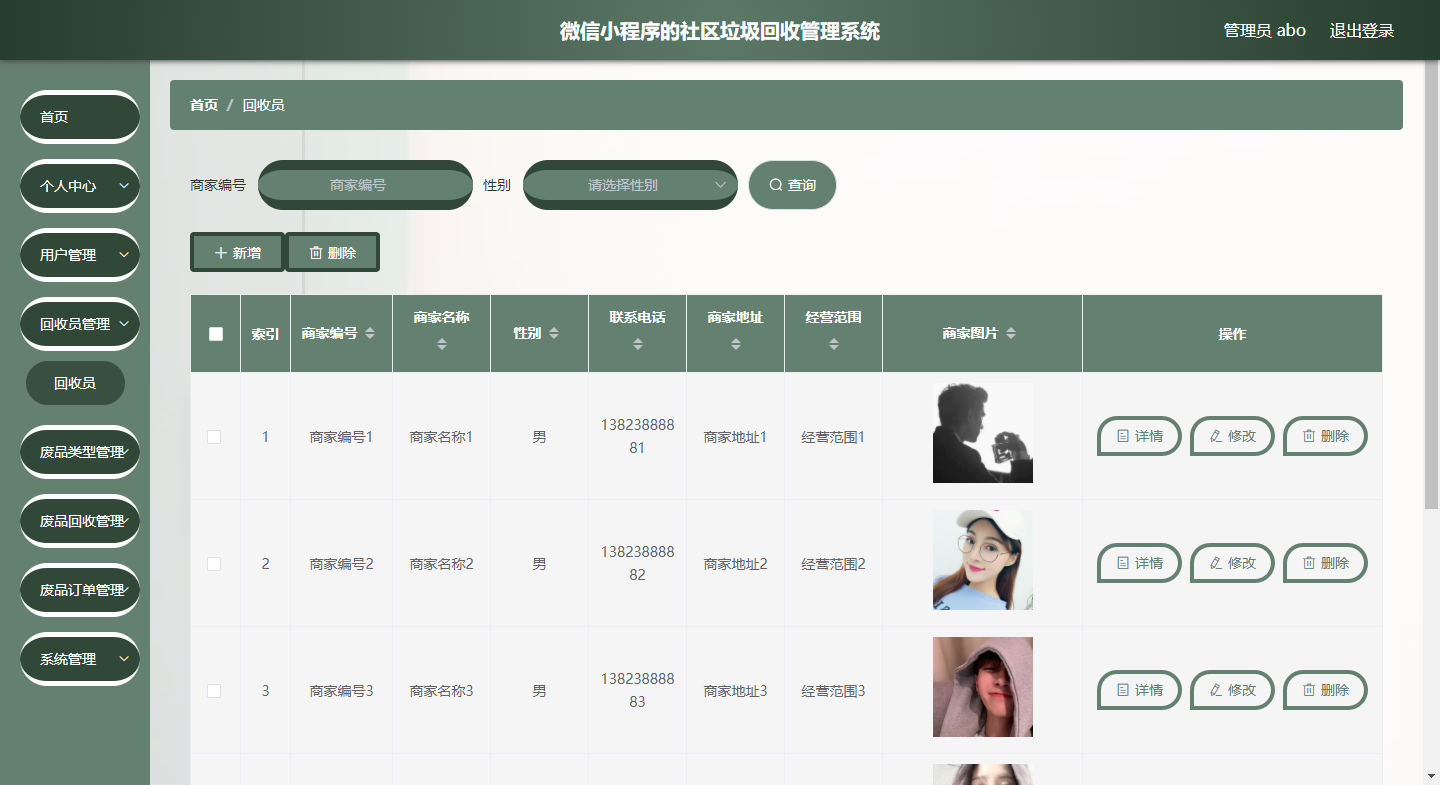 微信小程序的社区垃圾回收管理系统
管理员 abo 退出登录
首页
个人中心
用户管理
回收员管理
回收员
废品类型管理
废品回收管理
废品订单管理
系统管理
首页 / 回收员
商家编号 商家编号 性别 请选择性别 查询
新增 删除
索引 商家编号 商家名称 性别 联系电话 商家地址 经营范围 商家图片 操作
1 商家编号1 商家名称1 男 13823888881 商家地址1 经营范围1 详情 修改 删除
2 商家编号2 商家名称2 男 13823888882 商家地址2 经营范围2 详情 修改 删除
3 商家编号3 商家名称3 男 13823888883 商家地址3 经营范围3 详情 修改 删除